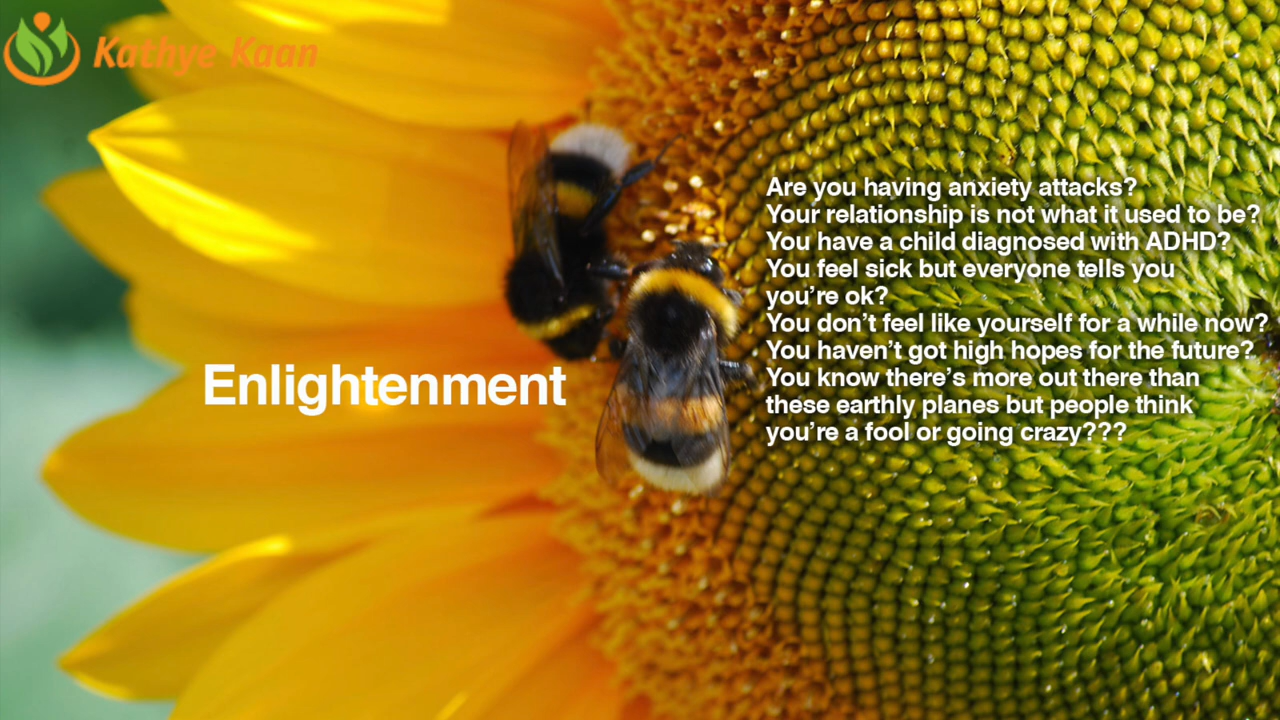 Kathye Kaan
Enlightenment
Are you having anxiety attacks?
Your relationship is not what it used to be?
You have a child diagnosed with ADHD?
You feel sick but everyone tells you
you’re ok?
You don’t feel like yourself for a while now?
You haven’t got high hopes for the future?
You know there’s more out there than
these earthly planes but people think
you’re a fool or going crazy???